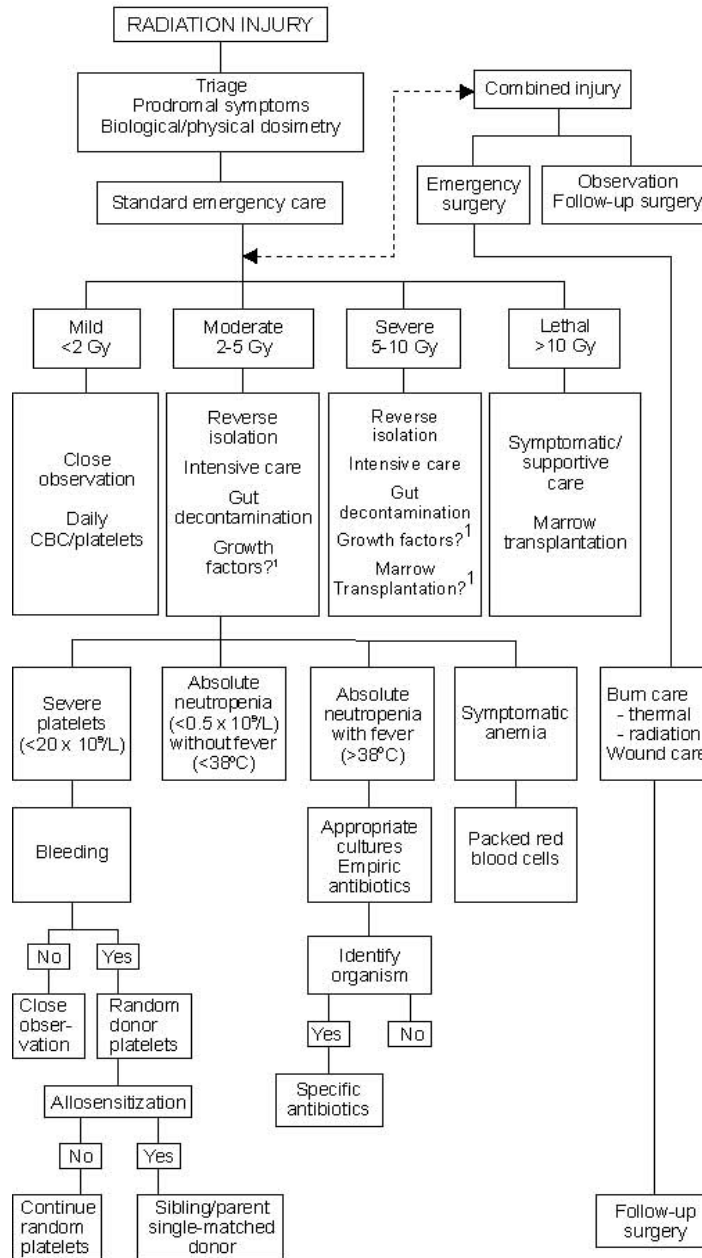 RADIATION INJURY
Triage
Prodromal symptoms
Biological/physical dosimetry
Combined injury
Standard emergency care
Emergency
surgery
Observation
Follow-up surgery
Mild
<2 Gy
Moderate
2-5 Gy
Severe
5-10 Gy
Lethal
>10 Gy
Close
observation
Daily
CBC/platelets
Reverse
isolation
Intensive care
Gut
decontamination
Growth
factors?¹
Reverse
isolation
Intensive care
Gut
decontamination
Growth factors?¹
Marrow
Transplantation?¹
Symptomatic/
supportive
care
Marrow
transplantation
Severe
platelets
(<20 x 10⁹/L)
Absolute
neutropenia
(<0.5 x 10⁹/L)
without fever
(<38ºC)
Absolute
neutropenia
with fever
(>38ºC)
Symptomatic
anemia
Burn care
- thermal
- radiation
Wound care
Bleeding
Appropriate
cultures
Empiric
antibiotics
Packed red
blood cells
No
Yes
Identify
organism
Close
obser-
vation
Random
donor
platelets
Yes
No
Allosensitization
Specific
antibiotics
No
Yes
Continue
random
platelets
Sibling/parent
single-matched
donor
Follow-up
surgery